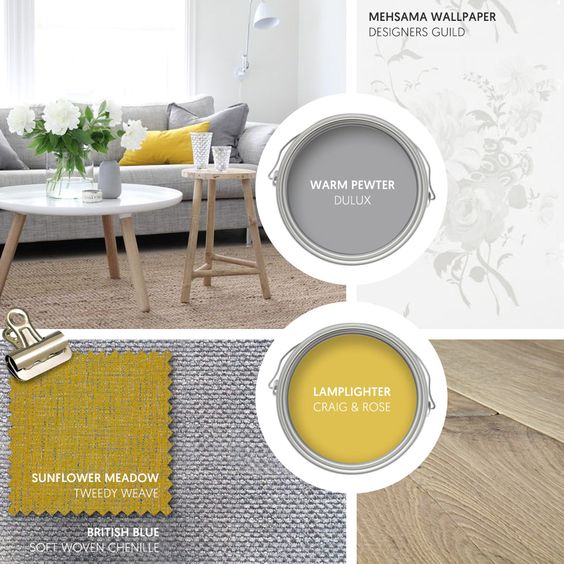 MEHSAMA WALLPAPER
DESIGNERS GUILD
WARM PEWTER
DULUX
LAMPLIGHTER
CRAIG & ROSE
SUNFLOWER MEADOW
TWEEDY WEAVE
BRITISH BLUE
SOFT WOVEN CHENILLE